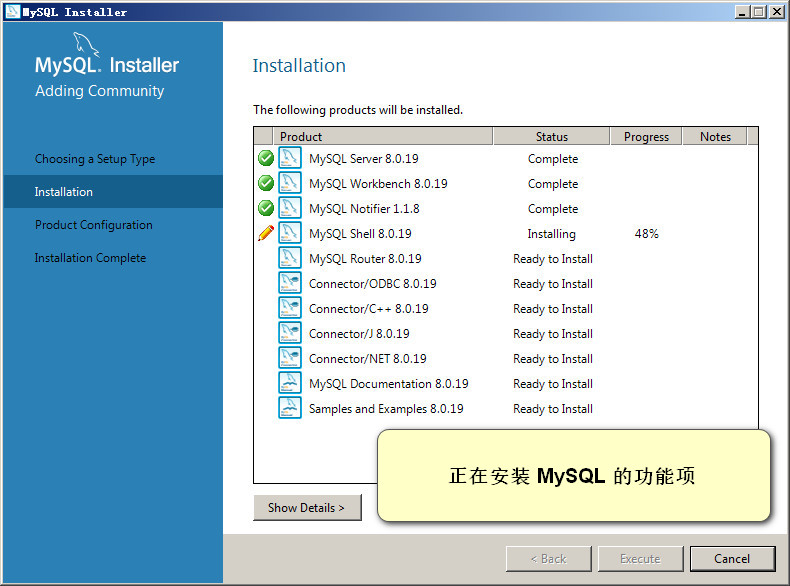 MySQL Installer
MySQL. Installer
Adding Community
Choosing a Setup Type
Installation
Product Configuration
Installation Complete
Installation
The following products will be installed.
Product Status Progress Notes
MySQL Server 8.0.19 Complete
MySQL Workbench 8.0.19 Complete
MySQL Notifier 1.1.8 Complete
MySQL Shell 8.0.19 Installing 48%
MySQL Router 8.0.19 Ready to Install
Connector/ODBC 8.0.19 Ready to Install
Connector/C++ 8.0.19 Ready to Install
Connector/J 8.0.19 Ready to Install
Connector/NET 8.0.19 Ready to Install
MySQL Documentation 8.0.19 Ready to Install
Samples and Examples 8.0.19 Ready to Install
正在安装 MySQL 的功能项
Show Details >
< Back Execute Cancel